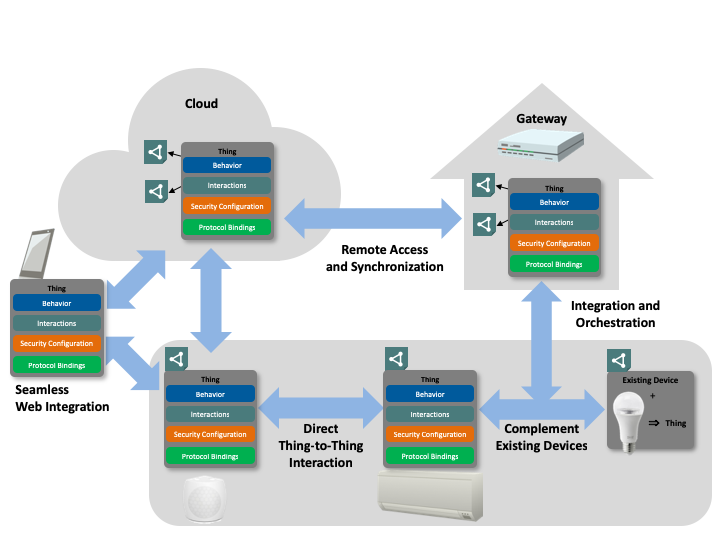 Cloud
Thing
Behavior
Interactions
Security Configuration
Protocol Bindings
Gateway
Thing
Behavior
Interactions
Security Configuration
Protocol Bindings
Remote Access
and Synchronization
Thing
Behavior
Interactions
Security Configuration
Protocol Bindings
Seamless
Web Integration
Integration and
Orchestration
Thing
Behavior
Interactions
Security Configuration
Protocol Bindings
Direct
Thing-to-Thing
Interaction
Thing
Behavior
Interactions
Security Configuration
Protocol Bindings
Complement
Existing Devices
Existing Device
+
⇒ Thing